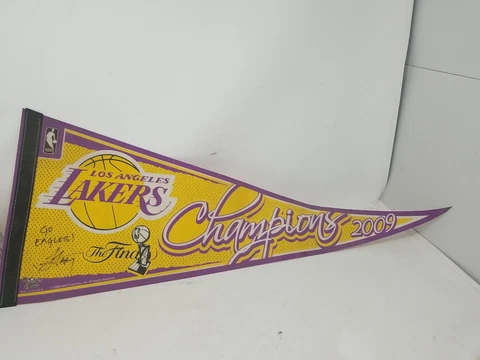 LOS ANGELES
LAKERS
GO
EAGLES!
The Finals
Champions
2009